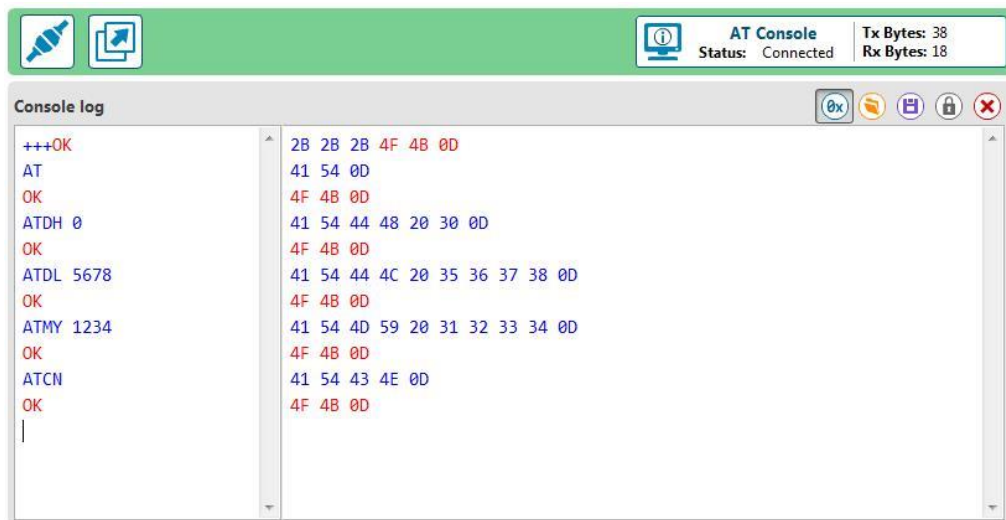 AT Console
Status: Connected
Tx Bytes: 38
Rx Bytes: 18
Console log
0x
+++OK
AT
OK
ATDH 0
OK
ATDL 5678
OK
ATMY 1234
OK
ATCN
OK
2B 2B 2B 4F 4B 0D
41 54 0D
4F 4B 0D
41 54 44 48 20 30 0D
4F 4B 0D
41 54 44 4C 20 35 36 37 38 0D
4F 4B 0D
41 54 4D 59 20 31 32 33 34 0D
4F 4B 0D
41 54 43 4E 0D
4F 4B 0D